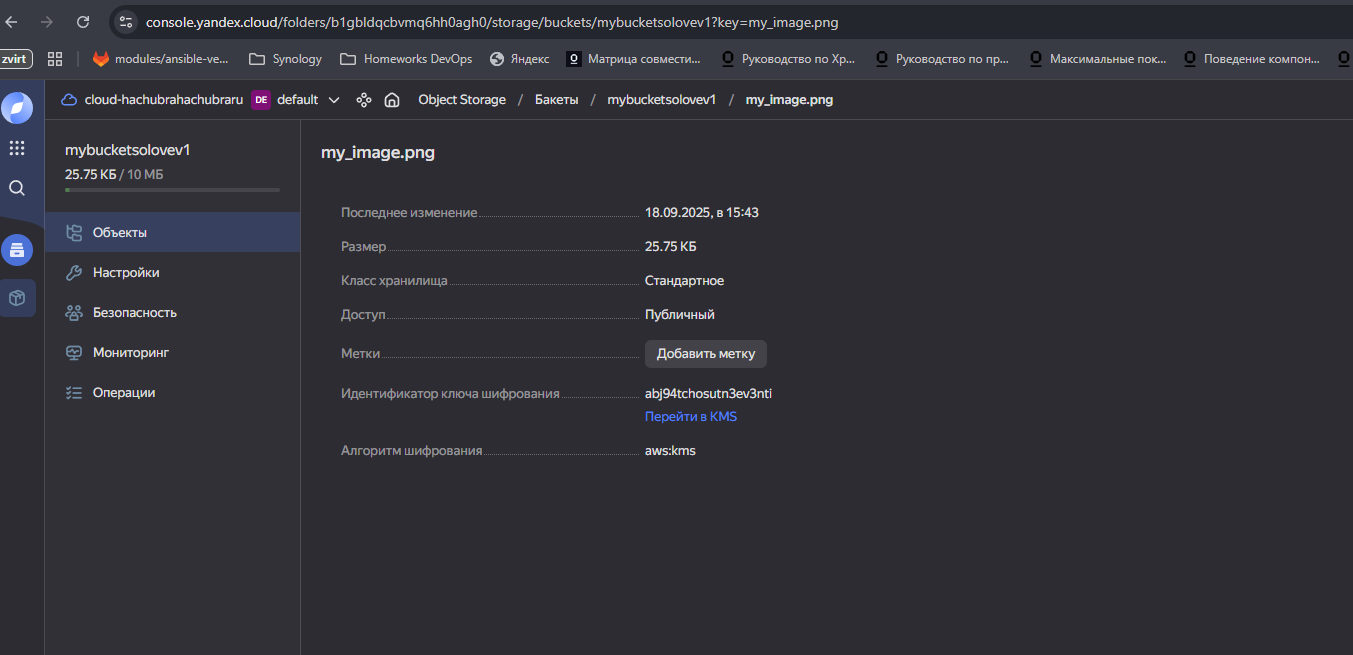 console.yandex.cloud/folders/b1gbldqcbvmq6hh0agh0/storage/buckets/mybucketsolovev1?key=my_image.png
zvirt modules/ansible-ve... Synology Homeworks DevOps Яндекс Матрица совмести... Руководство по Хр... Руководство по пр... Максимальные пок... Поведение компон...
cloud-hachubrahachubraru DE default Object Storage / Бакеты / mybucketsolovev1 / my_image.png
mybucketsolovev1
25.75 КБ / 10 МБ
Объекты
Настройки
Безопасность
Мониторинг
Операции
my_image.png
Последнее изменение 18.09.2025, в 15:43
Размер 25.75 КБ
Класс хранилища Стандартное
Доступ Публичный
Метки Добавить метку
Идентификатор ключа шифрования abj94tchosutn3ev3nti
Перейти в KMS
Алгоритм шифрования aws:kms